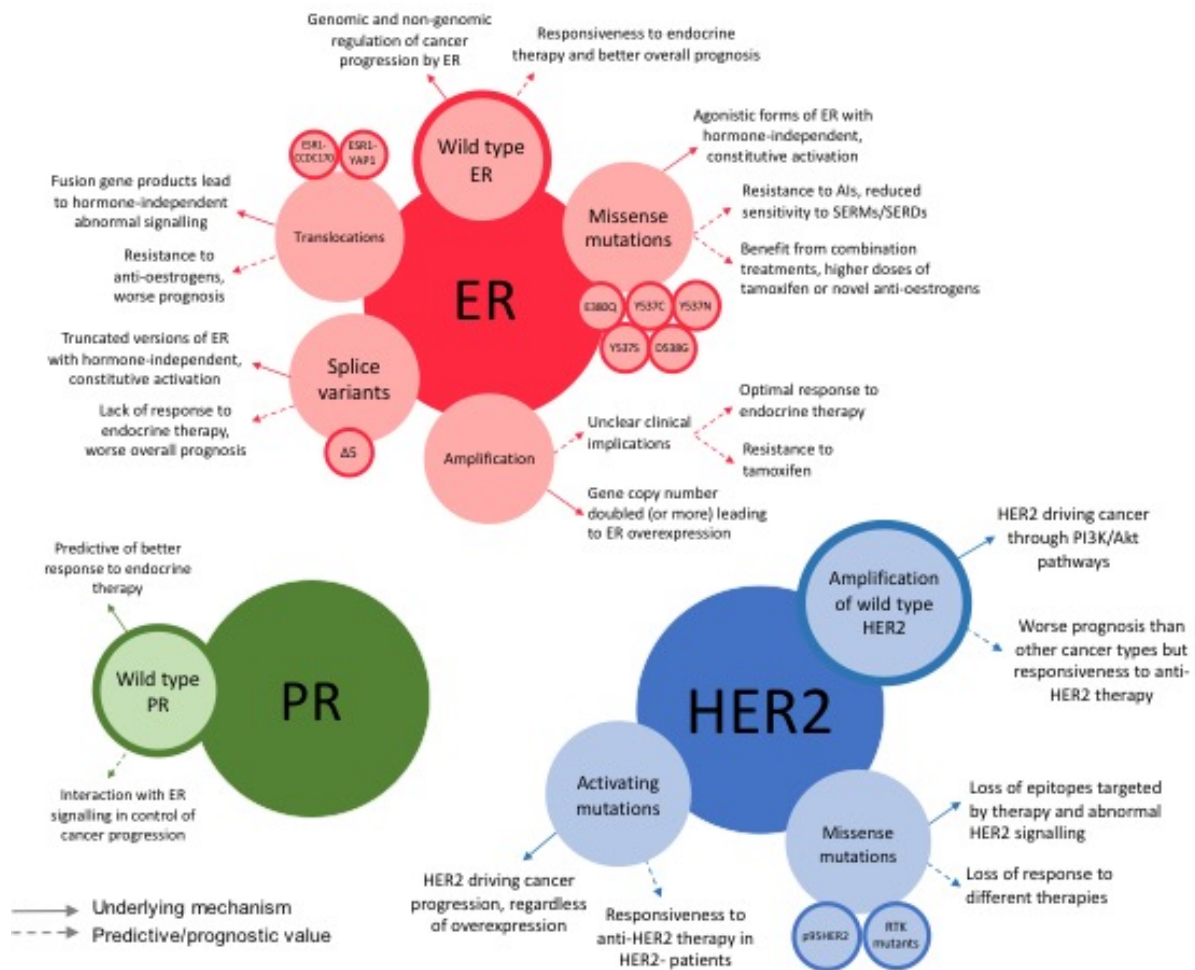 Genomic and non-genomic
regulation of cancer
progression by ER
Responsiveness to endocrine
therapy and better overall prognosis
Wild type
ER
ESR1-
CCDC170
ESR1-
YAP1
Translocations
Fusion gene products lead
to hormone-independent
abnormal signalling
Resistance to
anti-oestrogens,
worse prognosis
Agonistic forms of ER with
hormone-independent,
constitutive activation
Missense
mutations
Resistance to AIs, reduced
sensitivity to SERMs/SERDs
Benefit from combination
treatments, higher doses of
tamoxifen or novel anti-oestrogens
E380Q
Y537C
Y537N
Y537S
D538G
ER
Truncated versions of ER
with hormone-independent,
constitutive activation
Splice
variants
Lack of response to
endocrine therapy,
worse overall prognosis
Δ5
Amplification
Unclear clinical
implications
Optimal response to
endocrine therapy
Resistance to
tamoxifen
Gene copy number
doubled (or more) leading
to ER overexpression
Predictive of better
response to endocrine
therapy
Wild type
PR
PR
Interaction with ER
signalling in control of
cancer progression
HER2
Amplification
of wild type
HER2
HER2 driving cancer
through PI3K/Akt
pathways
Worse prognosis than
other cancer types but
responsiveness to anti-
HER2 therapy
Activating
mutations
HER2 driving cancer
progression, regardless
of overexpression
Responsiveness to
anti-HER2 therapy in
HER2- patients
Missense
mutations
Loss of epitopes targeted
by therapy and abnormal
HER2 signalling
Loss of response to
different therapies
p95HER2
RTK
mutants
Underlying mechanism
Predictive/prognostic value